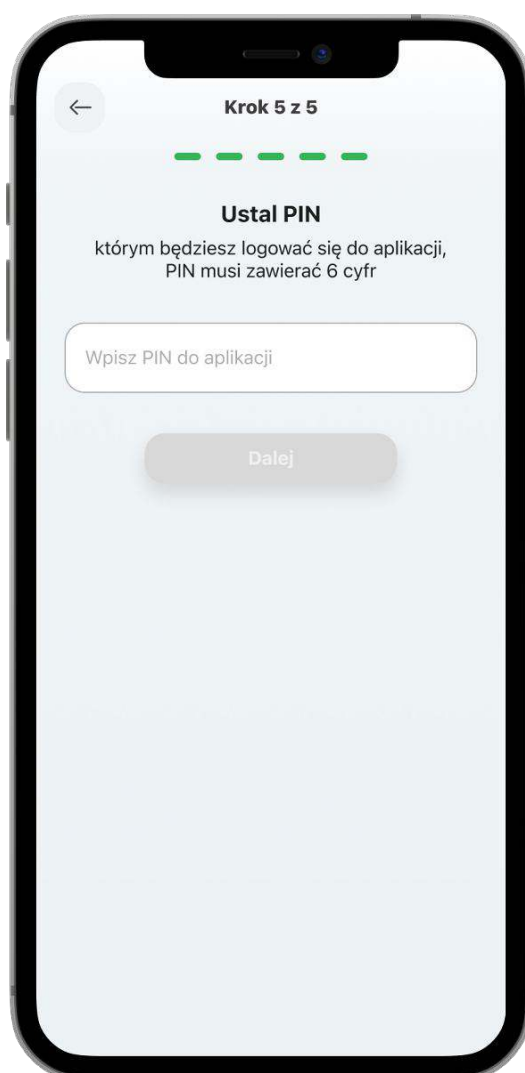 Krok 5 z 5
Ustal PIN
którym będziesz logować się do aplikacji,
PIN musi zawierać 6 cyfr
Wpisz PIN do aplikacji
Dalej